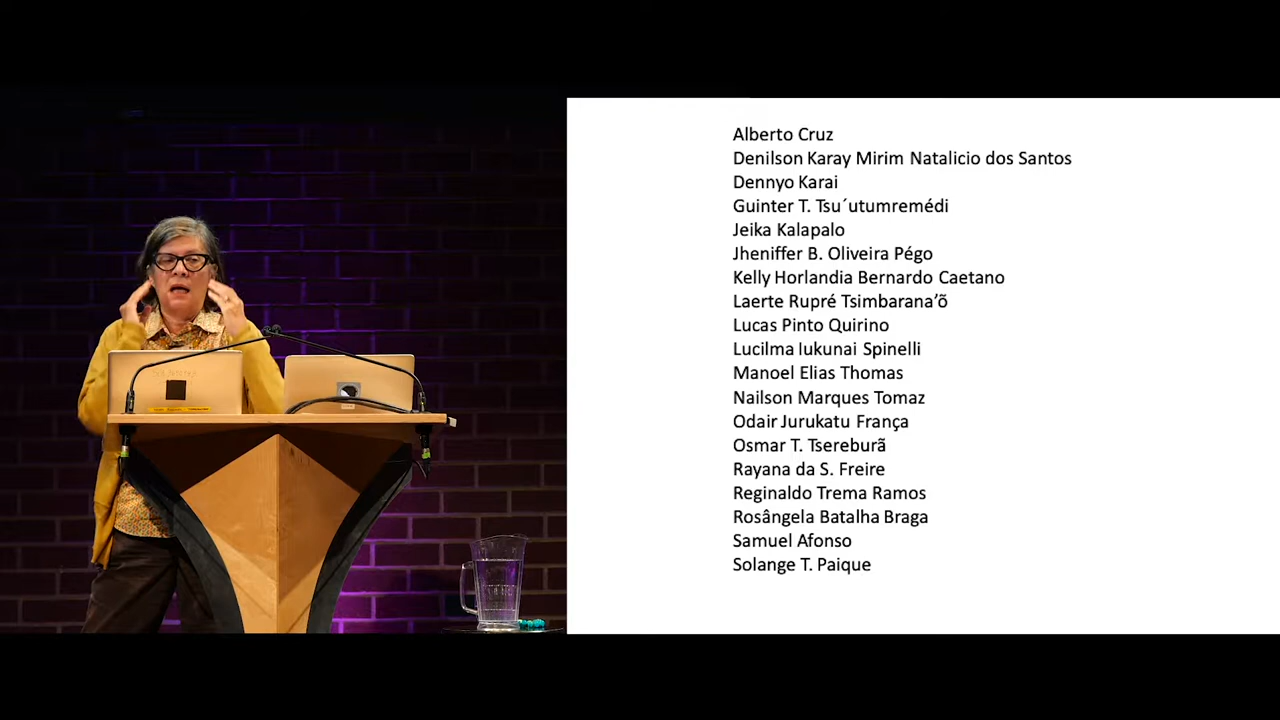 Alberto Cruz
Denilson Karay Mirim Natalicio dos Santos
Dennyo Karai
Guinter T. Tsu´utumremédi
Jeika Kalapalo
Jheniffer B. Oliveira Pégo
Kelly Horlandia Bernardo Caetano
Laerte Rupré Tsimbarana’õ
Lucas Pinto Quirino
Lucilma Iukunai Spinelli
Manoel Elias Thomas
Nailson Marques Tomaz
Odair Jurukatu França
Osmar T. Tsereburã
Rayana da S. Freire
Reginaldo Trema Ramos
Rosângela Batalha Braga
Samuel Afonso
Solange T. Paique